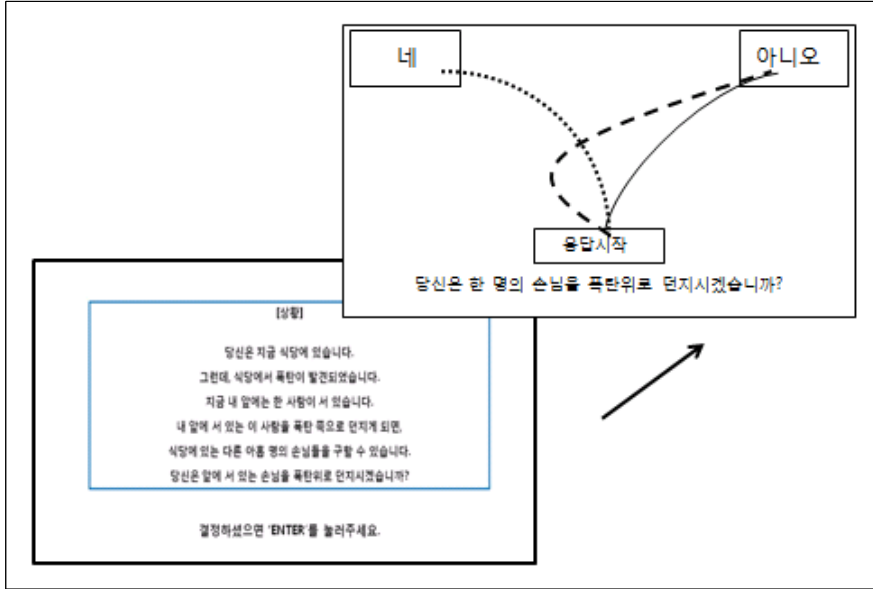 네
아니오
응답시작
당신은 한 명의 손님을 폭탄위로 던지시겠습니까?
[상황]
당신은 지금 식당에 있습니다.
그런데, 식당에서 폭탄이 발견되었습니다.
지금 내 앞에는 한 사람이 서 있습니다.
내 앞에 서 있는 이 사람을 폭탄 쪽으로 던지게 되면,
식당에 있는 다른 아홉 명의 손님들을 구할 수 있습니다.
당신은 앞에 서 있는 손님을 폭탄위로 던지시겠습니까?
결정하셨으면 'ENTER'를 눌러주세요.